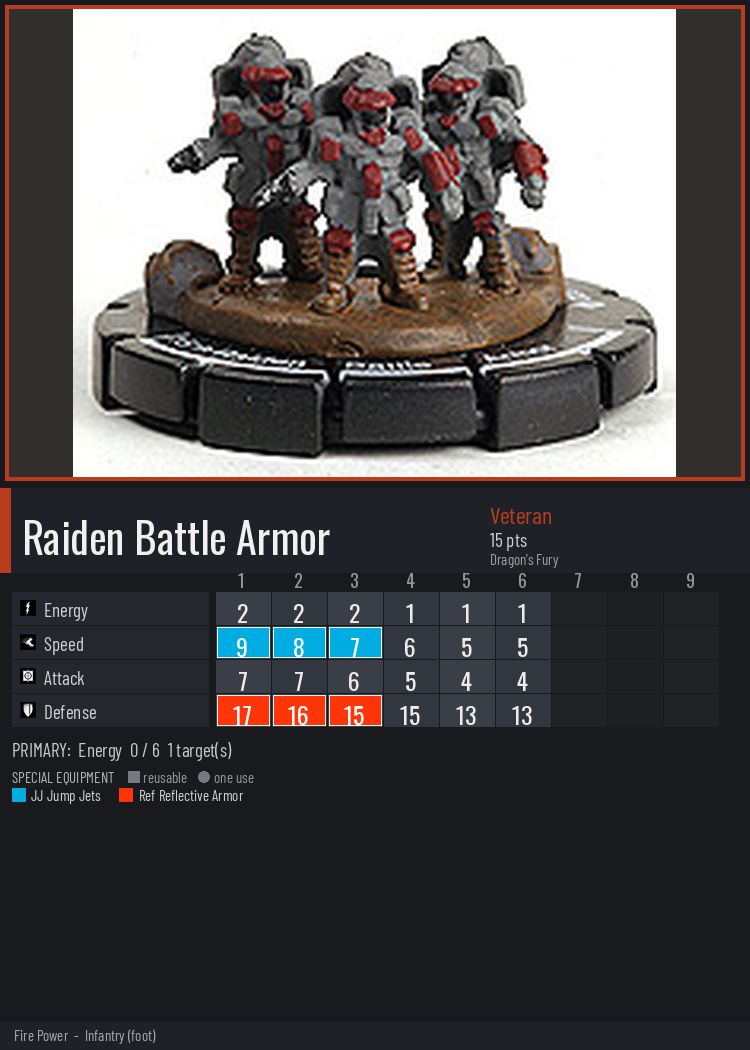 Raiden Battle Armor
Veteran
15 pts
Dragon's Fury
1 2 3 4 5 6 7 8 9
Energy 2 2 2 1 1 1
Speed 9 8 7 6 5 5
Attack 7 7 6 5 4 4
Defense 17 16 15 15 13 13
PRIMARY: Energy 0 / 6 1 target(s)
SPECIAL EQUIPMENT reusable one use
JJ Jump Jets Ref Reflective Armor
Fire Power - Infantry (foot)